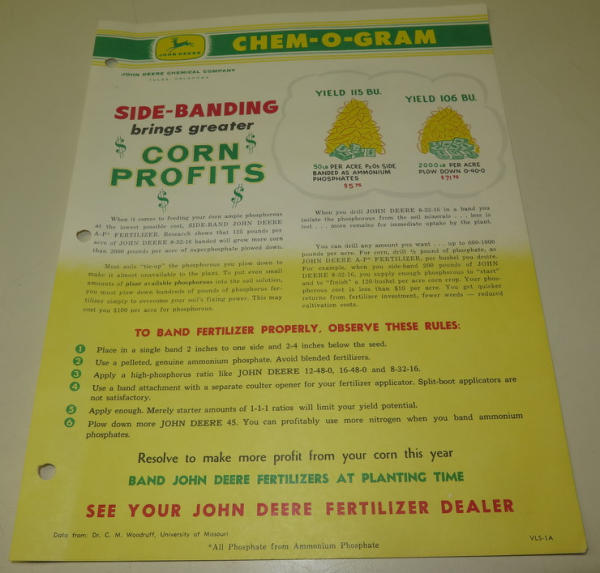 JOHN DEERE
CHEM-O-GRAM
JOHN DEERE CHEMICAL COMPANY
TULSA, OKLAHOMA
SIDE-BANDING
brings greater
$ CORN $
PROFITS
$ $
YIELD 115 BU.
50 LB PER ACRE P2O5 SIDE
BANDED AS AMMONIUM
PHOSPHATES
$5.76
YIELD 106 BU.
2000 LB PER ACRE
PLOW DOWN 0-40-0
$71.76
When it comes to feeding your corn ample phosphorous
at the lowest possible cost, SIDE-BAND JOHN DEERE
A-P* FERTILIZER. Research shows that 155 pounds per
acre of JOHN DEERE 8-32-16 banded will grow more corn
than 2000 pounds per acre of superphosphate plowed down.
Most soils "tie-up" the phosphorous you plow down to
make it almost unavailable to the plant. To put even small
amounts of plant available phosphorous into the soil solution,
you must plow down hundreds of pounds of phosphorus fer-
tilizer simply to overcome your soil's fixing power. This may
cost you $100 per acre for phosphorous.
When you drill JOHN DEERE 8-32-16 in a band you
isolate the phosphorous from the soil minerals . . . less is
lost . . . more remains for immediate uptake by the plant.
You can drill any amount you want . . . up to 800-1000
pounds per acre. For corn, drill ½ pound of phosphate, as
JOHN DEERE A-P* FERTILIZER, per bushel you desire.
For example, when you side-band 200 pounds of JOHN
DEERE 8-32-16, you supply enough phosphorous to "start"
and to "finish" a 120-bushel per acre corn crop. Your phos-
phorous cost is less than $10 per acre. You get quicker
returns from fertilizer investment, fewer weeds — reduced
cultivation costs.
TO BAND FERTILIZER PROPERLY, OBSERVE THESE RULES:
1 Place in a single band 2 inches to one side and 2-4 inches below the seed.
2 Use a pelleted, genuine ammonium phosphate. Avoid blended fertilizers.
3 Apply a high-phosphorus ratio like JOHN DEERE 12-48-0, 16-48-0 and 8-32-16.
4 Use a band attachment with a separate coulter opener for your fertilizer applicator. Split-boot applicators are
not satisfactory.
5 Apply enough. Merely starter amounts of 1-1-1 ratios will limit your yield potential.
6 Plow down more JOHN DEERE 45. You can profitably use more nitrogen when you band ammonium
phosphates.
Resolve to make more profit from your corn this year
BAND JOHN DEERE FERTILIZERS AT PLANTING TIME
SEE YOUR JOHN DEERE FERTILIZER DEALER
Data from: Dr. C. M. Woodruff, University of Missouri
VLS-1A
*All Phosphate from Ammonium Phosphate